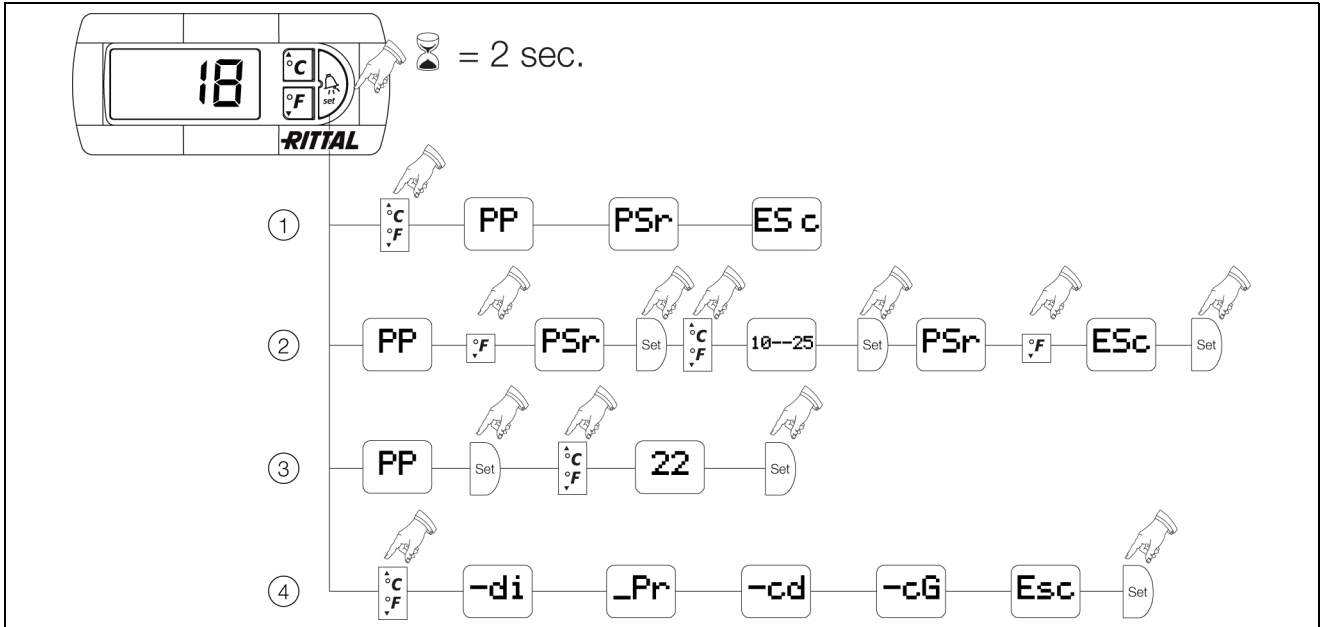 18 °C °F set = 2 sec.
RITTAL
1 °C °F PP PSr ES c
2 PP °F PSr Set °C °F 10--25 Set PSr °F ESc Set
3 PP Set °C °F 22 Set
4 °C °F -di _Pr -cd -cG Esc Set